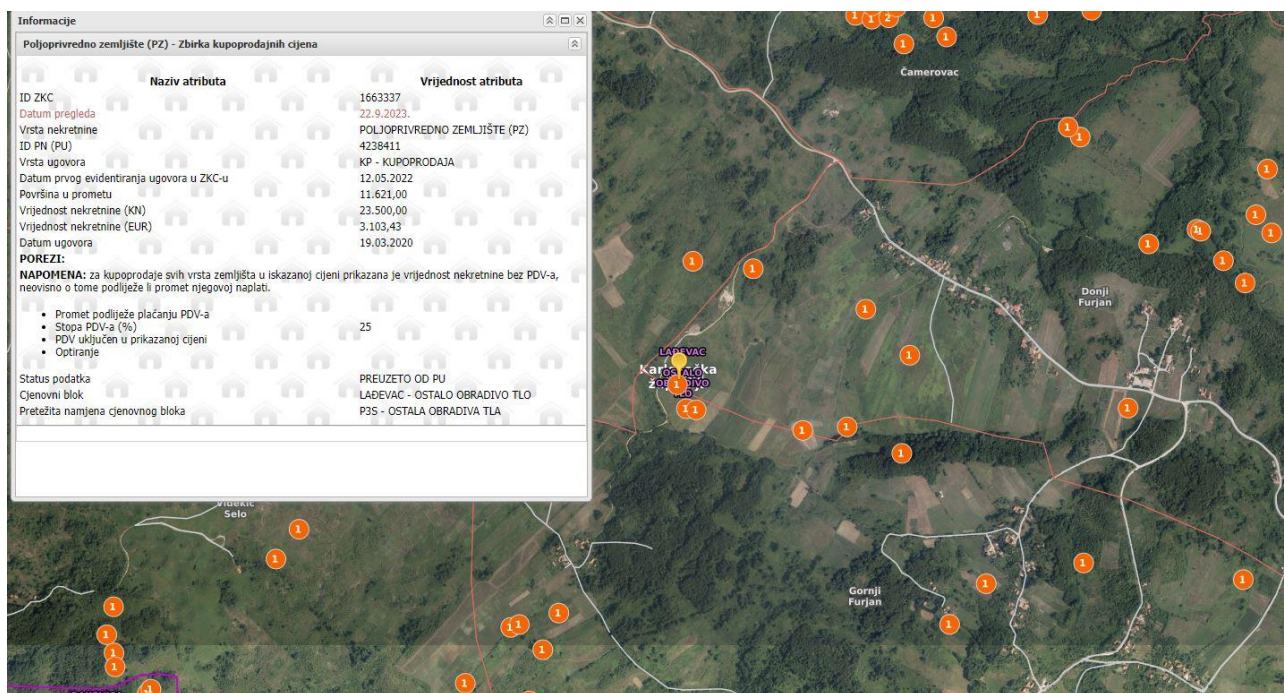 Informacije
Poljoprivredno zemljište (PZ) - Zbirka kupoprodajnih cijena
Naziv atributa Vrijednost atributa
ID ZKC 1663337
Datum pregleda 22.9.2023.
Vrsta nekretnine POLJOPRIVREDNO ZEMLJIŠTE (PZ)
ID PN (PU) 4238411
Vrsta ugovora KP - KUPOPRODAJA
Datum prvog evidentiranja ugovora u ZKC-u 12.05.2022
Površina u prometu 11.621,00
Vrijednost nekretnine (KN) 23.500,00
Vrijednost nekretnine (EUR) 3.103,43
Datum ugovora 19.03.2020
POREZI:
NAPOMENA: za kupoprodaje svih vrsta zemljišta u iskazanoj cijeni prikazana je vrijednost nekretnine bez PDV-a,
neovisno o tome podliježe li promet njegovoj naplati.
• Promet podliježe plaćanju PDV-a
• Stopa PDV-a (%) 25
• PDV uključen u prikazanoj cijeni
• Optiranje
Status podatka PREUZETO OD PU
Cjenovni blok LAĐEVAC - OSTALO OBRADIVO TLO
Pretežita namjena cjenovnog bloka P3S - OSTALA OBRADIVA TLA
Čamerovac
Donji
Furjan
LAĐEVAC
OSTALO
OBRADIVO
TLO
Videkić
Selo
Gornji
Furjan